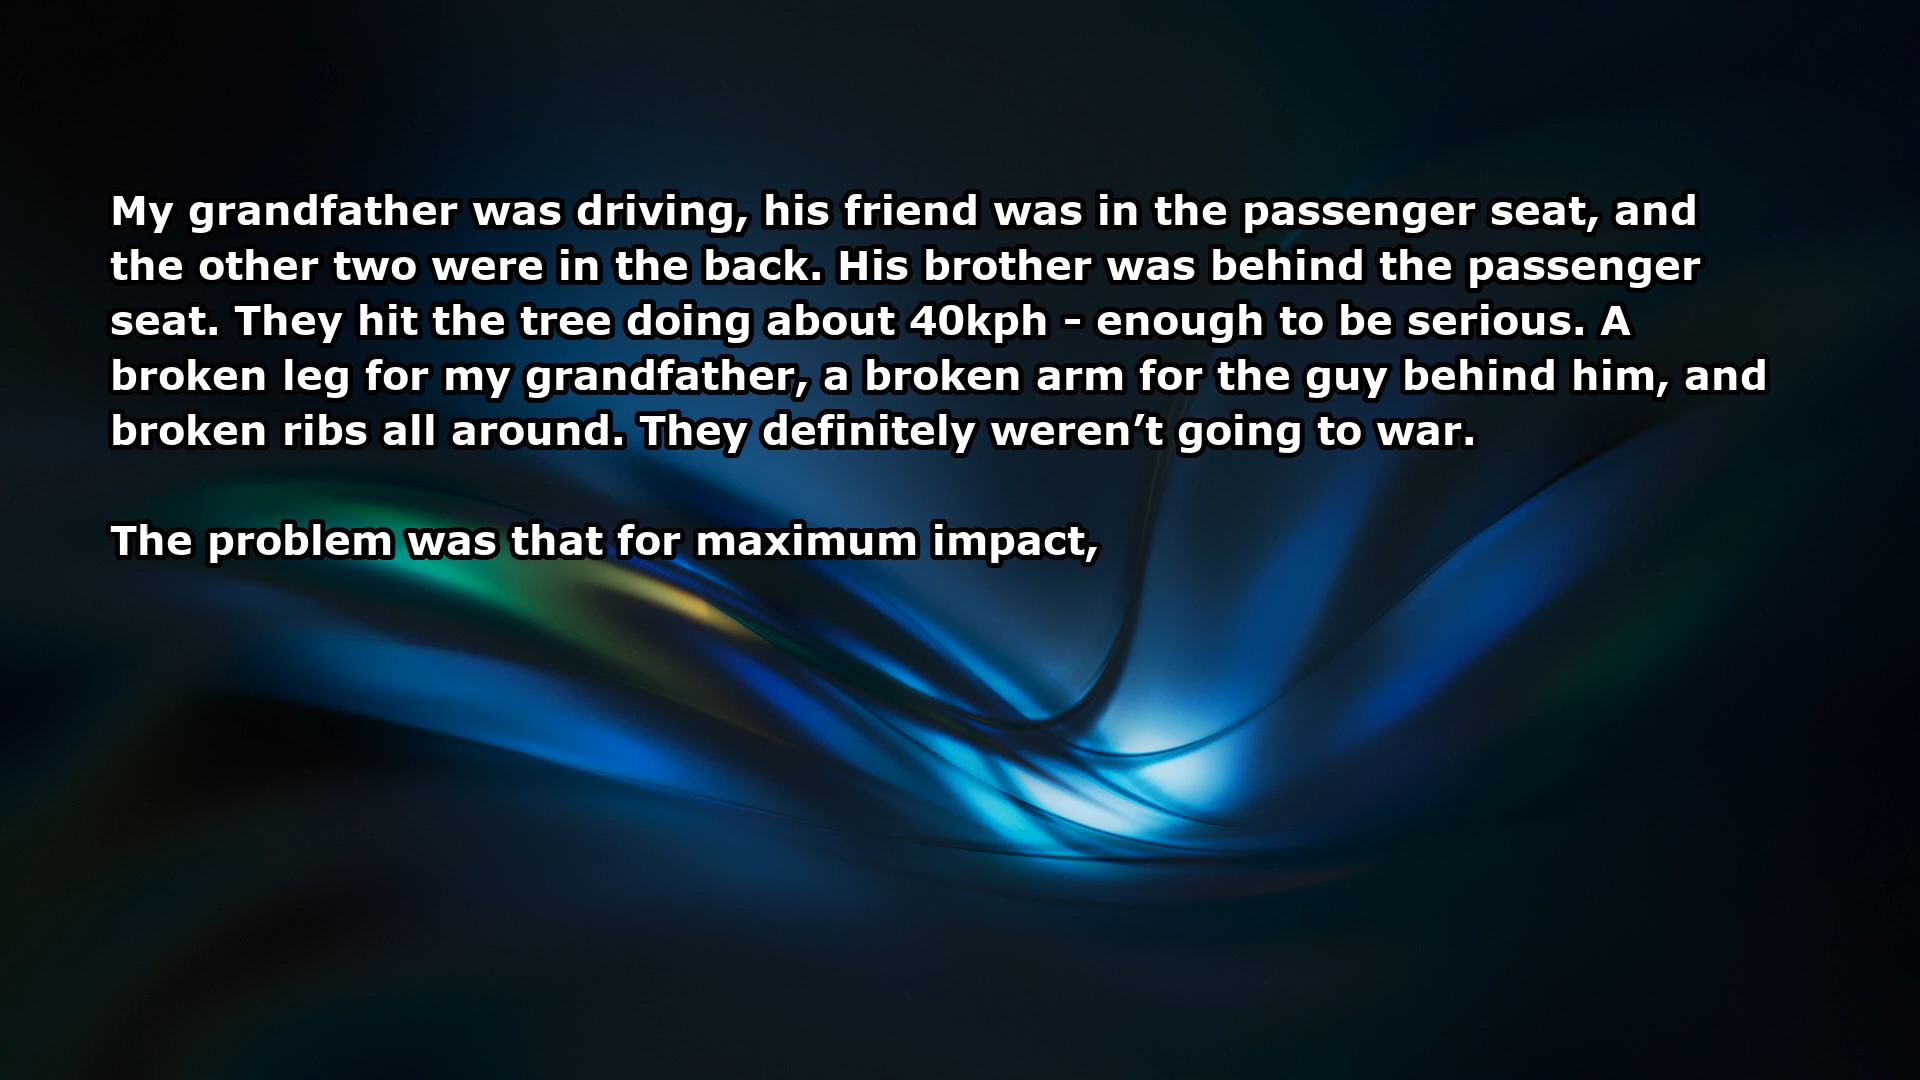 My grandfather was driving, his friend was in the passenger seat, and
the other two were in the back. His brother was behind the passenger
seat. They hit the tree doing about 40kph - enough to be serious. A
broken leg for my grandfather, a broken arm for the guy behind him, and
broken ribs all around. They definitely weren’t going to war.
The problem was that for maximum impact,